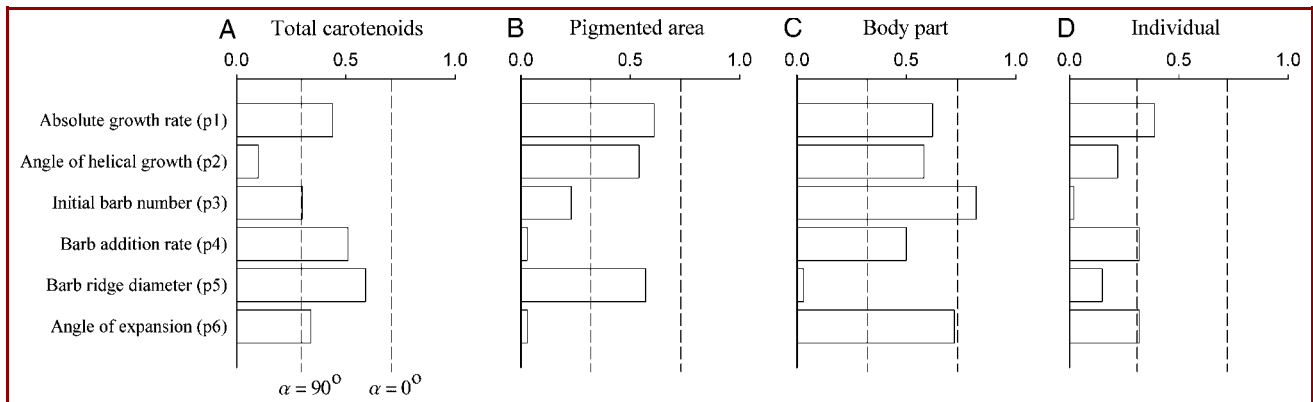 A Total carotenoids B Pigmented area C Body part D Individual
0.0 0.5 1.0 0.0 0.5 1.0 0.0 0.5 1.0 0.0 0.5 1.0
Absolute growth rate (p1)
Angle of helical growth (p2)
Initial barb number (p3)
Barb addition rate (p4)
Barb ridge diameter (p5)
Angle of expansion (p6)
α = 90° α = 0°